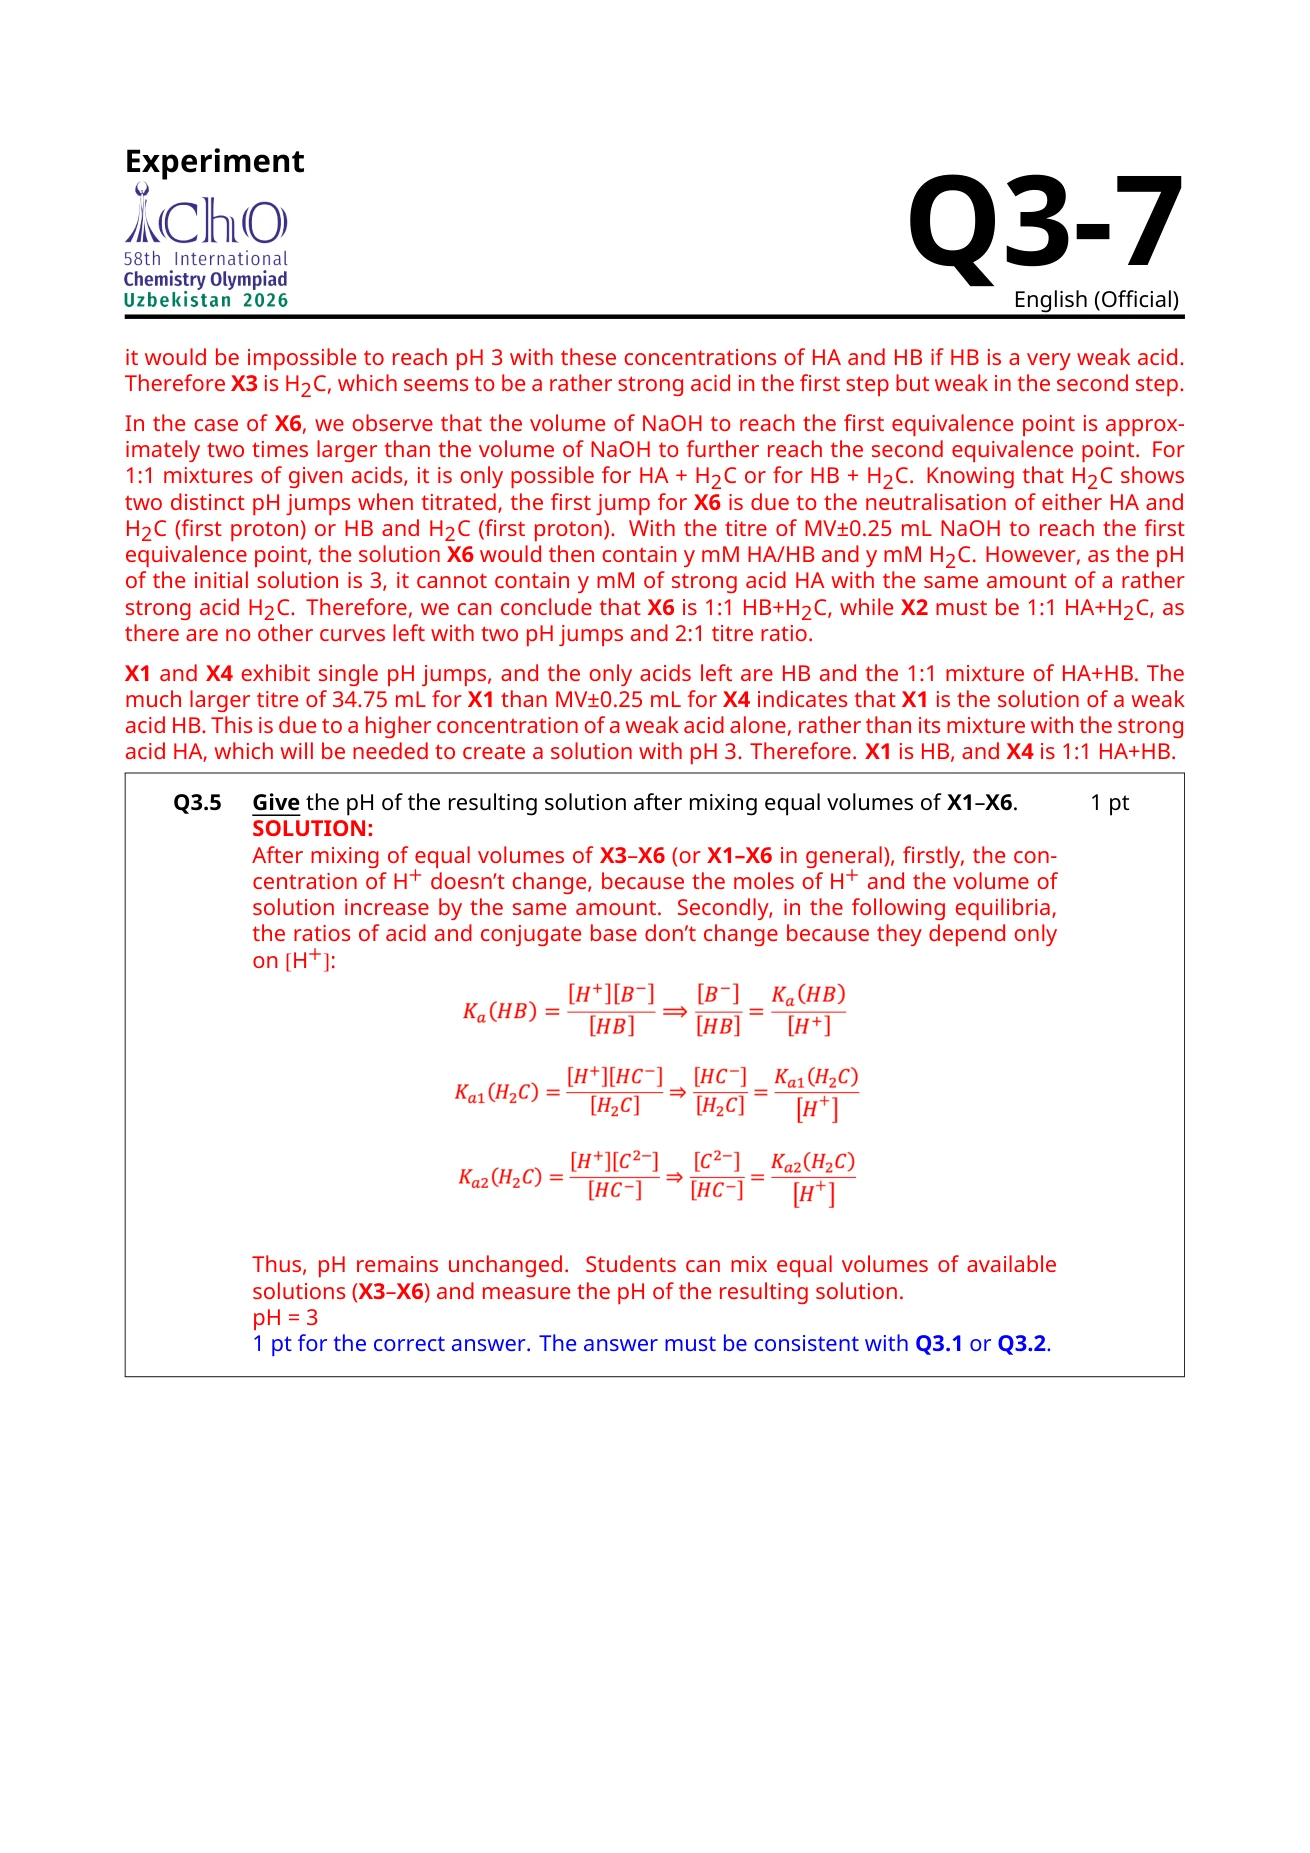 Experiment
IChO
58th International
Chemistry Olympiad
Uzbekistan 2026
Q3-7
English (Official)
it would be impossible to reach pH 3 with these concentrations of HA and HB if HB is a very weak acid.
Therefore X3 is H₂C, which seems to be a rather strong acid in the first step but weak in the second step.
In the case of X6, we observe that the volume of NaOH to reach the first equivalence point is approx-
imately two times larger than the volume of NaOH to further reach the second equivalence point. For
1:1 mixtures of given acids, it is only possible for HA + H₂C or for HB + H₂C. Knowing that H₂C shows
two distinct pH jumps when titrated, the first jump for X6 is due to the neutralisation of either HA and
H₂C (first proton) or HB and H₂C (first proton). With the titre of MV±0.25 mL NaOH to reach the first
equivalence point, the solution X6 would then contain y mM HA/HB and y mM H₂C. However, as the pH
of the initial solution is 3, it cannot contain y mM of strong acid HA with the same amount of a rather
strong acid H₂C. Therefore, we can conclude that X6 is 1:1 HB+H₂C, while X2 must be 1:1 HA+H₂C, as
there are no other curves left with two pH jumps and 2:1 titre ratio.
X1 and X4 exhibit single pH jumps, and the only acids left are HB and the 1:1 mixture of HA+HB. The
much larger titre of 34.75 mL for X1 than MV±0.25 mL for X4 indicates that X1 is the solution of a weak
acid HB. This is due to a higher concentration of a weak acid alone, rather than its mixture with the strong
acid HA, which will be needed to create a solution with pH 3. Therefore. X1 is HB, and X4 is 1:1 HA+HB.
Q3.5 Give the pH of the resulting solution after mixing equal volumes of X1–X6. 1 pt
SOLUTION:
After mixing of equal volumes of X3–X6 (or X1–X6 in general), firstly, the con-
centration of H⁺ doesn't change, because the moles of H⁺ and the volume of
solution increase by the same amount. Secondly, in the following equilibria,
the ratios of acid and conjugate base don't change because they depend only
on [H⁺]:
K_a(HB) = [H⁺][B⁻]/[HB] ⟹ [B⁻]/[HB] = K_a(HB)/[H⁺]
K_a1(H₂C) = [H⁺][HC⁻]/[H₂C] ⇒ [HC⁻]/[H₂C] = K_a1(H₂C)/[H⁺]
K_a2(H₂C) = [H⁺][C²⁻]/[HC⁻] ⇒ [C²⁻]/[HC⁻] = K_a2(H₂C)/[H⁺]
Thus, pH remains unchanged. Students can mix equal volumes of available
solutions (X3–X6) and measure the pH of the resulting solution.
pH = 3
1 pt for the correct answer. The answer must be consistent with Q3.1 or Q3.2.